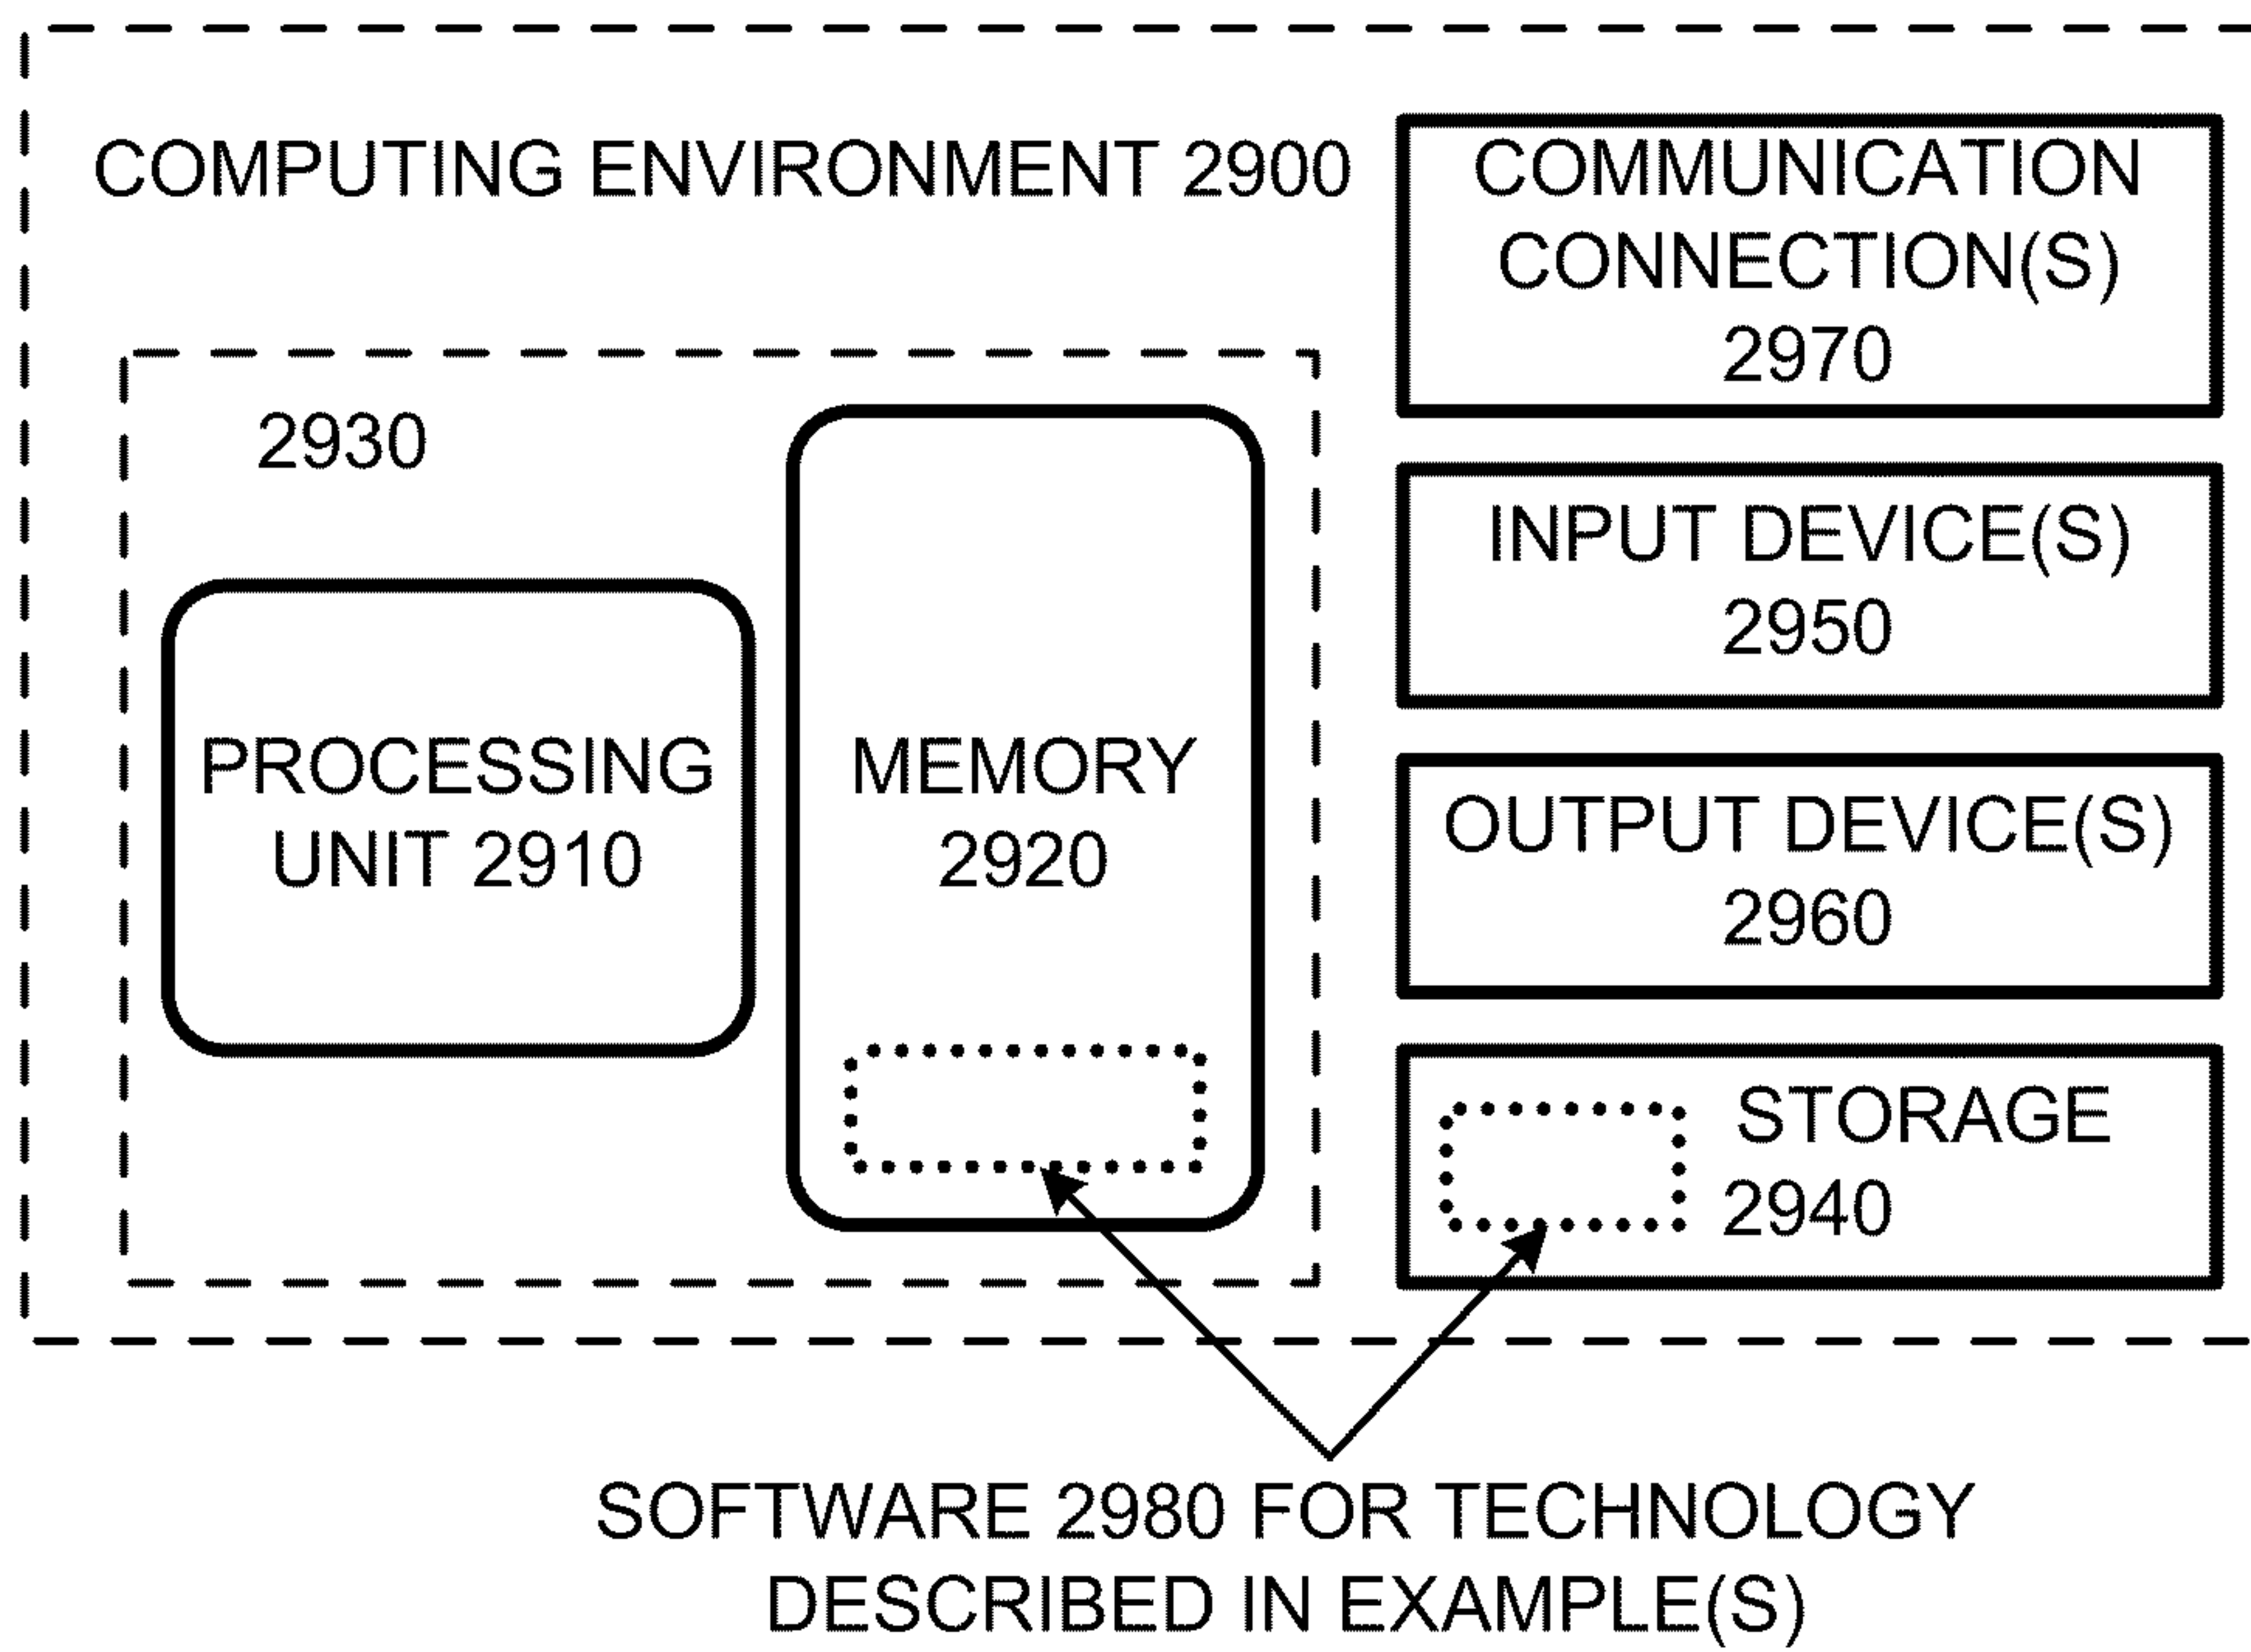 COMPUTING ENVIRONMENT 2900
COMMUNICATION
CONNECTION(S)
2970
2930
INPUT DEVICE(S)
2950
PROCESSING
UNIT 2910
MEMORY
2920
OUTPUT DEVICE(S)
2960
STORAGE
2940
SOFTWARE 2980 FOR TECHNOLOGY
DESCRIBED IN EXAMPLE(S)